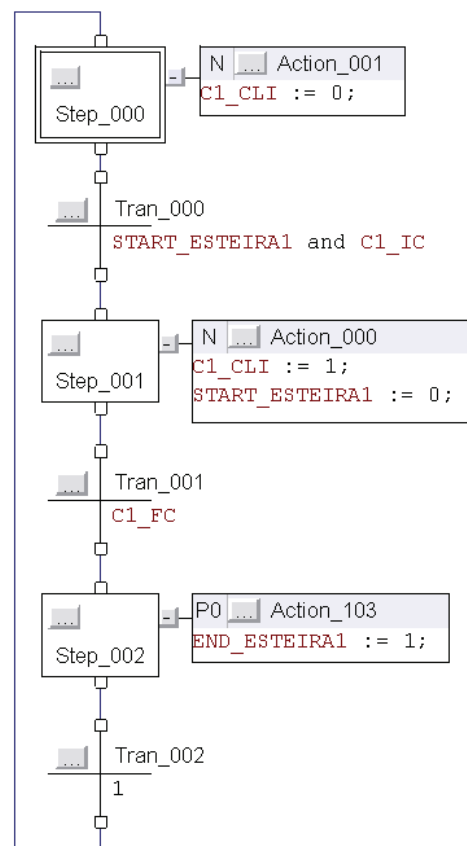 N ... Action_001
C1_CLI := 0;
...
Step_000
... Tran_000
START_ESTEIRA1 and C1_IC
N ... Action_000
C1_CLI := 1;
START_ESTEIRA1 := 0;
...
Step_001
... Tran_001
C1_FC
P0 ... Action_103
END_ESTEIRA1 := 1;
...
Step_002
... Tran_002
1